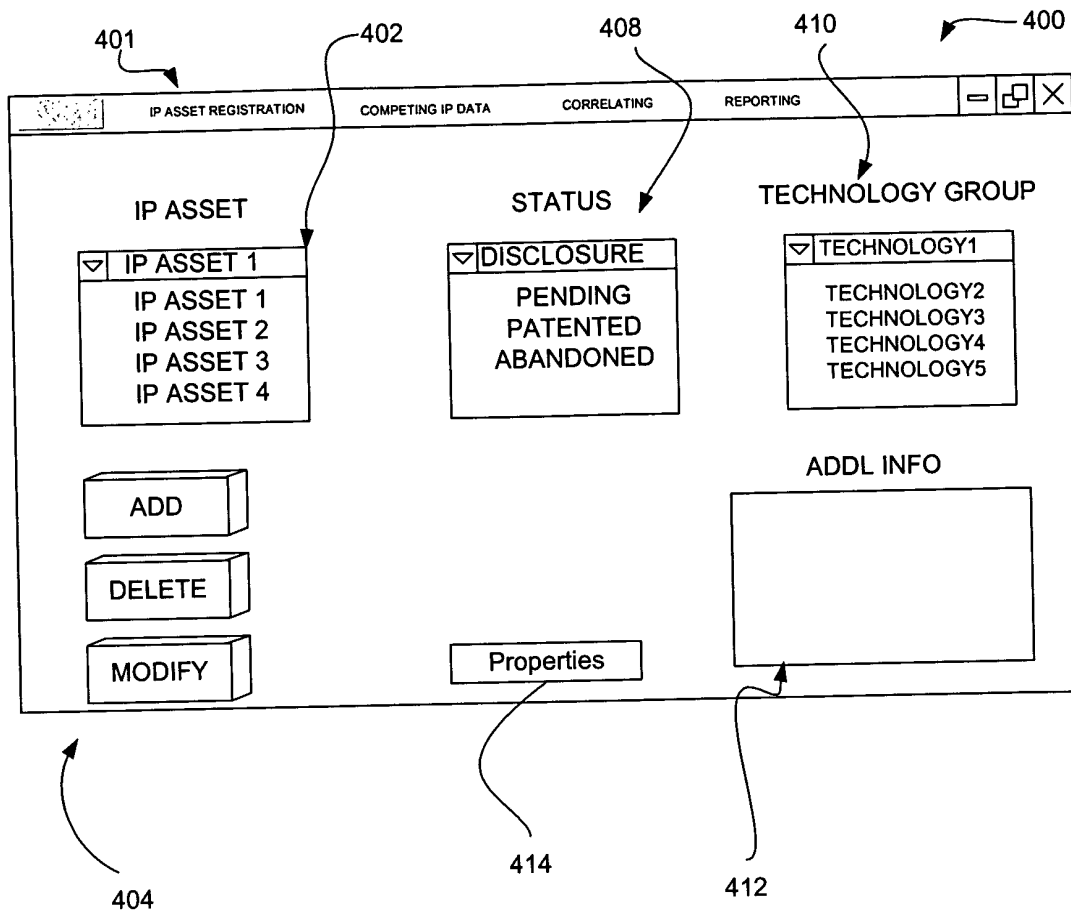 401
402
408
410
400
IP ASSET REGISTRATION COMPETING IP DATA CORRELATING REPORTING
IP ASSET
STATUS
TECHNOLOGY GROUP
IP ASSET 1
IP ASSET 1
IP ASSET 2
IP ASSET 3
IP ASSET 4
DISCLOSURE
PENDING
PATENTED
ABANDONED
TECHNOLOGY1
TECHNOLOGY2
TECHNOLOGY3
TECHNOLOGY4
TECHNOLOGY5
ADD
DELETE
MODIFY
Properties
ADDL INFO
404
414
412